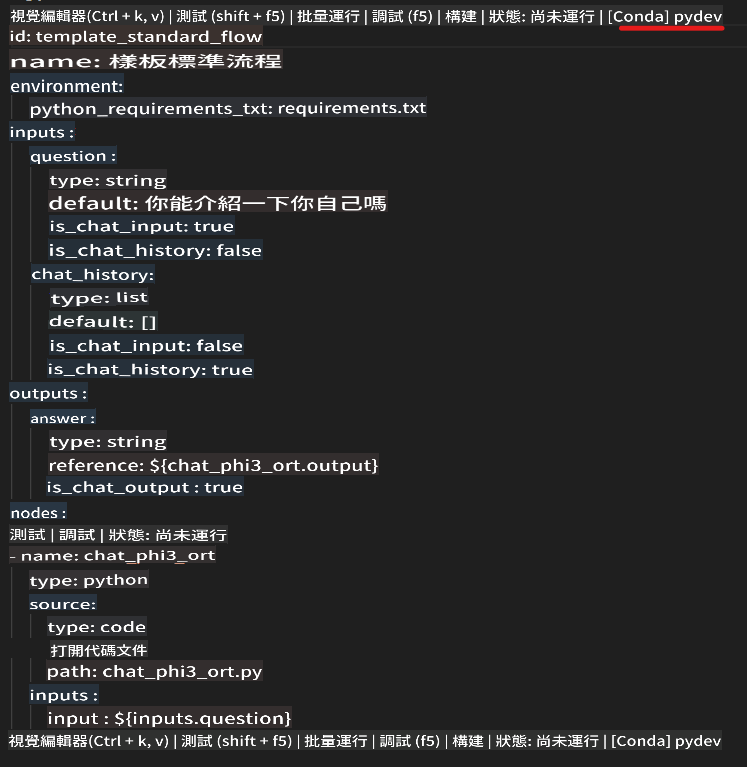 視覺編輯器(Ctrl + k, v) | 測試 (shift + f5) | 批量運行 | 調試 (f5) | 構建 | 狀態: 尚未運行 | [Conda] pydev
id: template_standard_flow
name: 樣板標準流程
environment:
python_requirements_txt: requirements.txt
inputs :
question :
type: string
default: 你能介紹一下你自己嗎
is_chat_input: true
is_chat_history: false
chat_history:
type: list
default: []
is_chat_input: false
is_chat_history: true
outputs :
answer :
type: string
reference: ${chat_phi3_ort.output}
is_chat_output : true
nodes :
測試 | 調試 | 狀態: 尚未運行
- name: chat_phi3_ort
type: python
source:
type: code
打開代碼文件
path: chat_phi3_ort.py
inputs :
input : ${inputs.question}
視覺編輯器(Ctrl + k, v) | 測試 (shift + f5) | 批量運行 | 調試 (f5) | 構建 | 狀態: 尚未運行 | [Conda] pydev